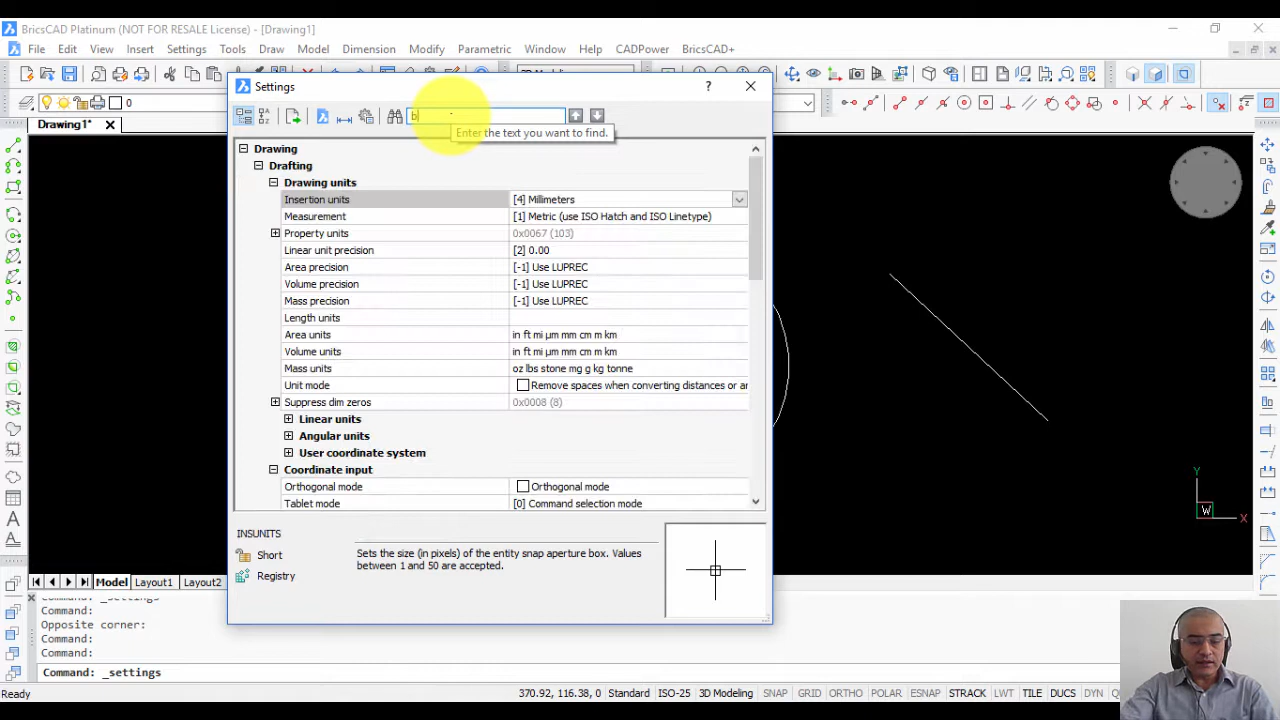 BricsCAD Platinum (NOT FOR RESALE License) - [Drawing1]
File Edit View Insert Settings Tools Draw Model Dimension Modify Parametric Window Help CADPower BricsCAD+
0
Drawing1*
Settings
?
b
Enter the text you want to find.
Drawing
Drafting
Drawing units
Insertion units [4] Millimeters
Measurement [1] Metric (use ISO Hatch and ISO Linetype)
Property units 0x0067 (103)
Linear unit precision [2] 0.00
Area precision [-1] Use LUPREC
Volume precision [-1] Use LUPREC
Mass precision [-1] Use LUPREC
Length units
Area units in ft mi µm mm cm m km
Volume units in ft mi µm mm cm m km
Mass units oz lbs stone mg g kg tonne
Unit mode Remove spaces when converting distances or
Suppress dim zeros 0x0008 (8)
Linear units
Angular units
User coordinate system
Coordinate input
Orthogonal mode Orthogonal mode
Tablet mode [0] Command selection mode
INSUNITS
Short
Registry
Sets the size (in pixels) of the entity snap aperture box. Values
between 1 and 50 are accepted.
Y
W
X
Model Layout1 Layout2
Command: _settings
Command:
Opposite corner:
Command:
Command:
Command: _settings
Ready 370.92, 116.38, 0 Standard ISO-25 3D Modeling SNAP GRID ORTHO POLAR ESNAP STRACK LWT TILE DUCS DYN